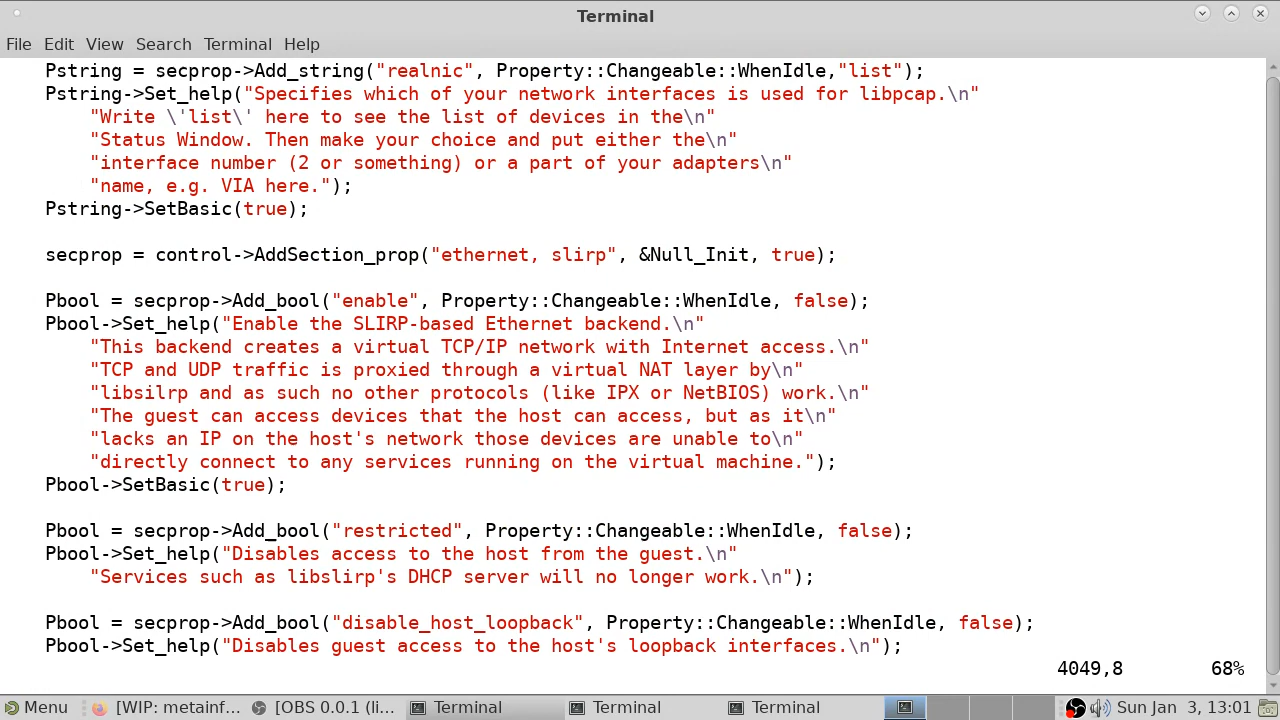 Terminal
File Edit View Search Terminal Help
Pstring = secprop->Add_string("realnic", Property::Changeable::WhenIdle,"list");
Pstring->Set_help("Specifies which of your network interfaces is used for libpcap.\n"
"Write \'list\' here to see the list of devices in the\n"
"Status Window. Then make your choice and put either the\n"
"interface number (2 or something) or a part of your adapters\n"
"name, e.g. VIA here.");
Pstring->SetBasic(true);
secprop = control->AddSection_prop("ethernet, slirp", &Null_Init, true);
Pbool = secprop->Add_bool("enable", Property::Changeable::WhenIdle, false);
Pbool->Set_help("Enable the SLIRP-based Ethernet backend.\n"
"This backend creates a virtual TCP/IP network with Internet access.\n"
"TCP and UDP traffic is proxied through a virtual NAT layer by\n"
"libsilrp and as such no other protocols (like IPX or NetBIOS) work.\n"
"The guest can access devices that the host can access, but as it\n"
"lacks an IP on the host's network those devices are unable to\n"
"directly connect to any services running on the virtual machine.");
Pbool->SetBasic(true);
Pbool = secprop->Add_bool("restricted", Property::Changeable::WhenIdle, false);
Pbool->Set_help("Disables access to the host from the guest.\n"
"Services such as libslirp's DHCP server will no longer work.\n");
Pbool = secprop->Add_bool("disable_host_loopback", Property::Changeable::WhenIdle, false);
Pbool->Set_help("Disables guest access to the host's loopback interfaces.\n");
4049,8 68%
Menu [WIP: metainf... [OBS 0.0.1 (li... Terminal Terminal Terminal Sun Jan 3, 13:01